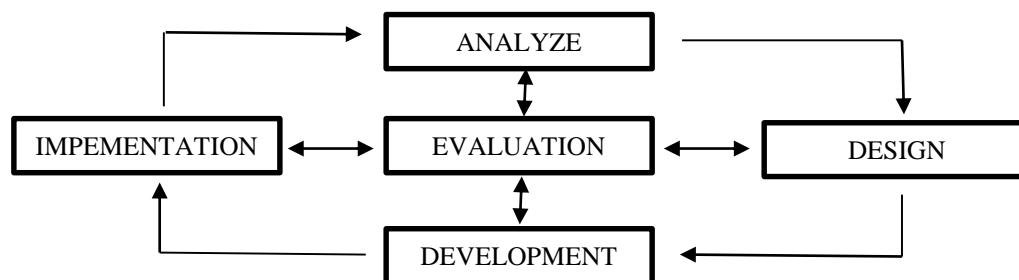 ANALYZE
IMPEMENTATION
EVALUATION
DESIGN
DEVELOPMENT